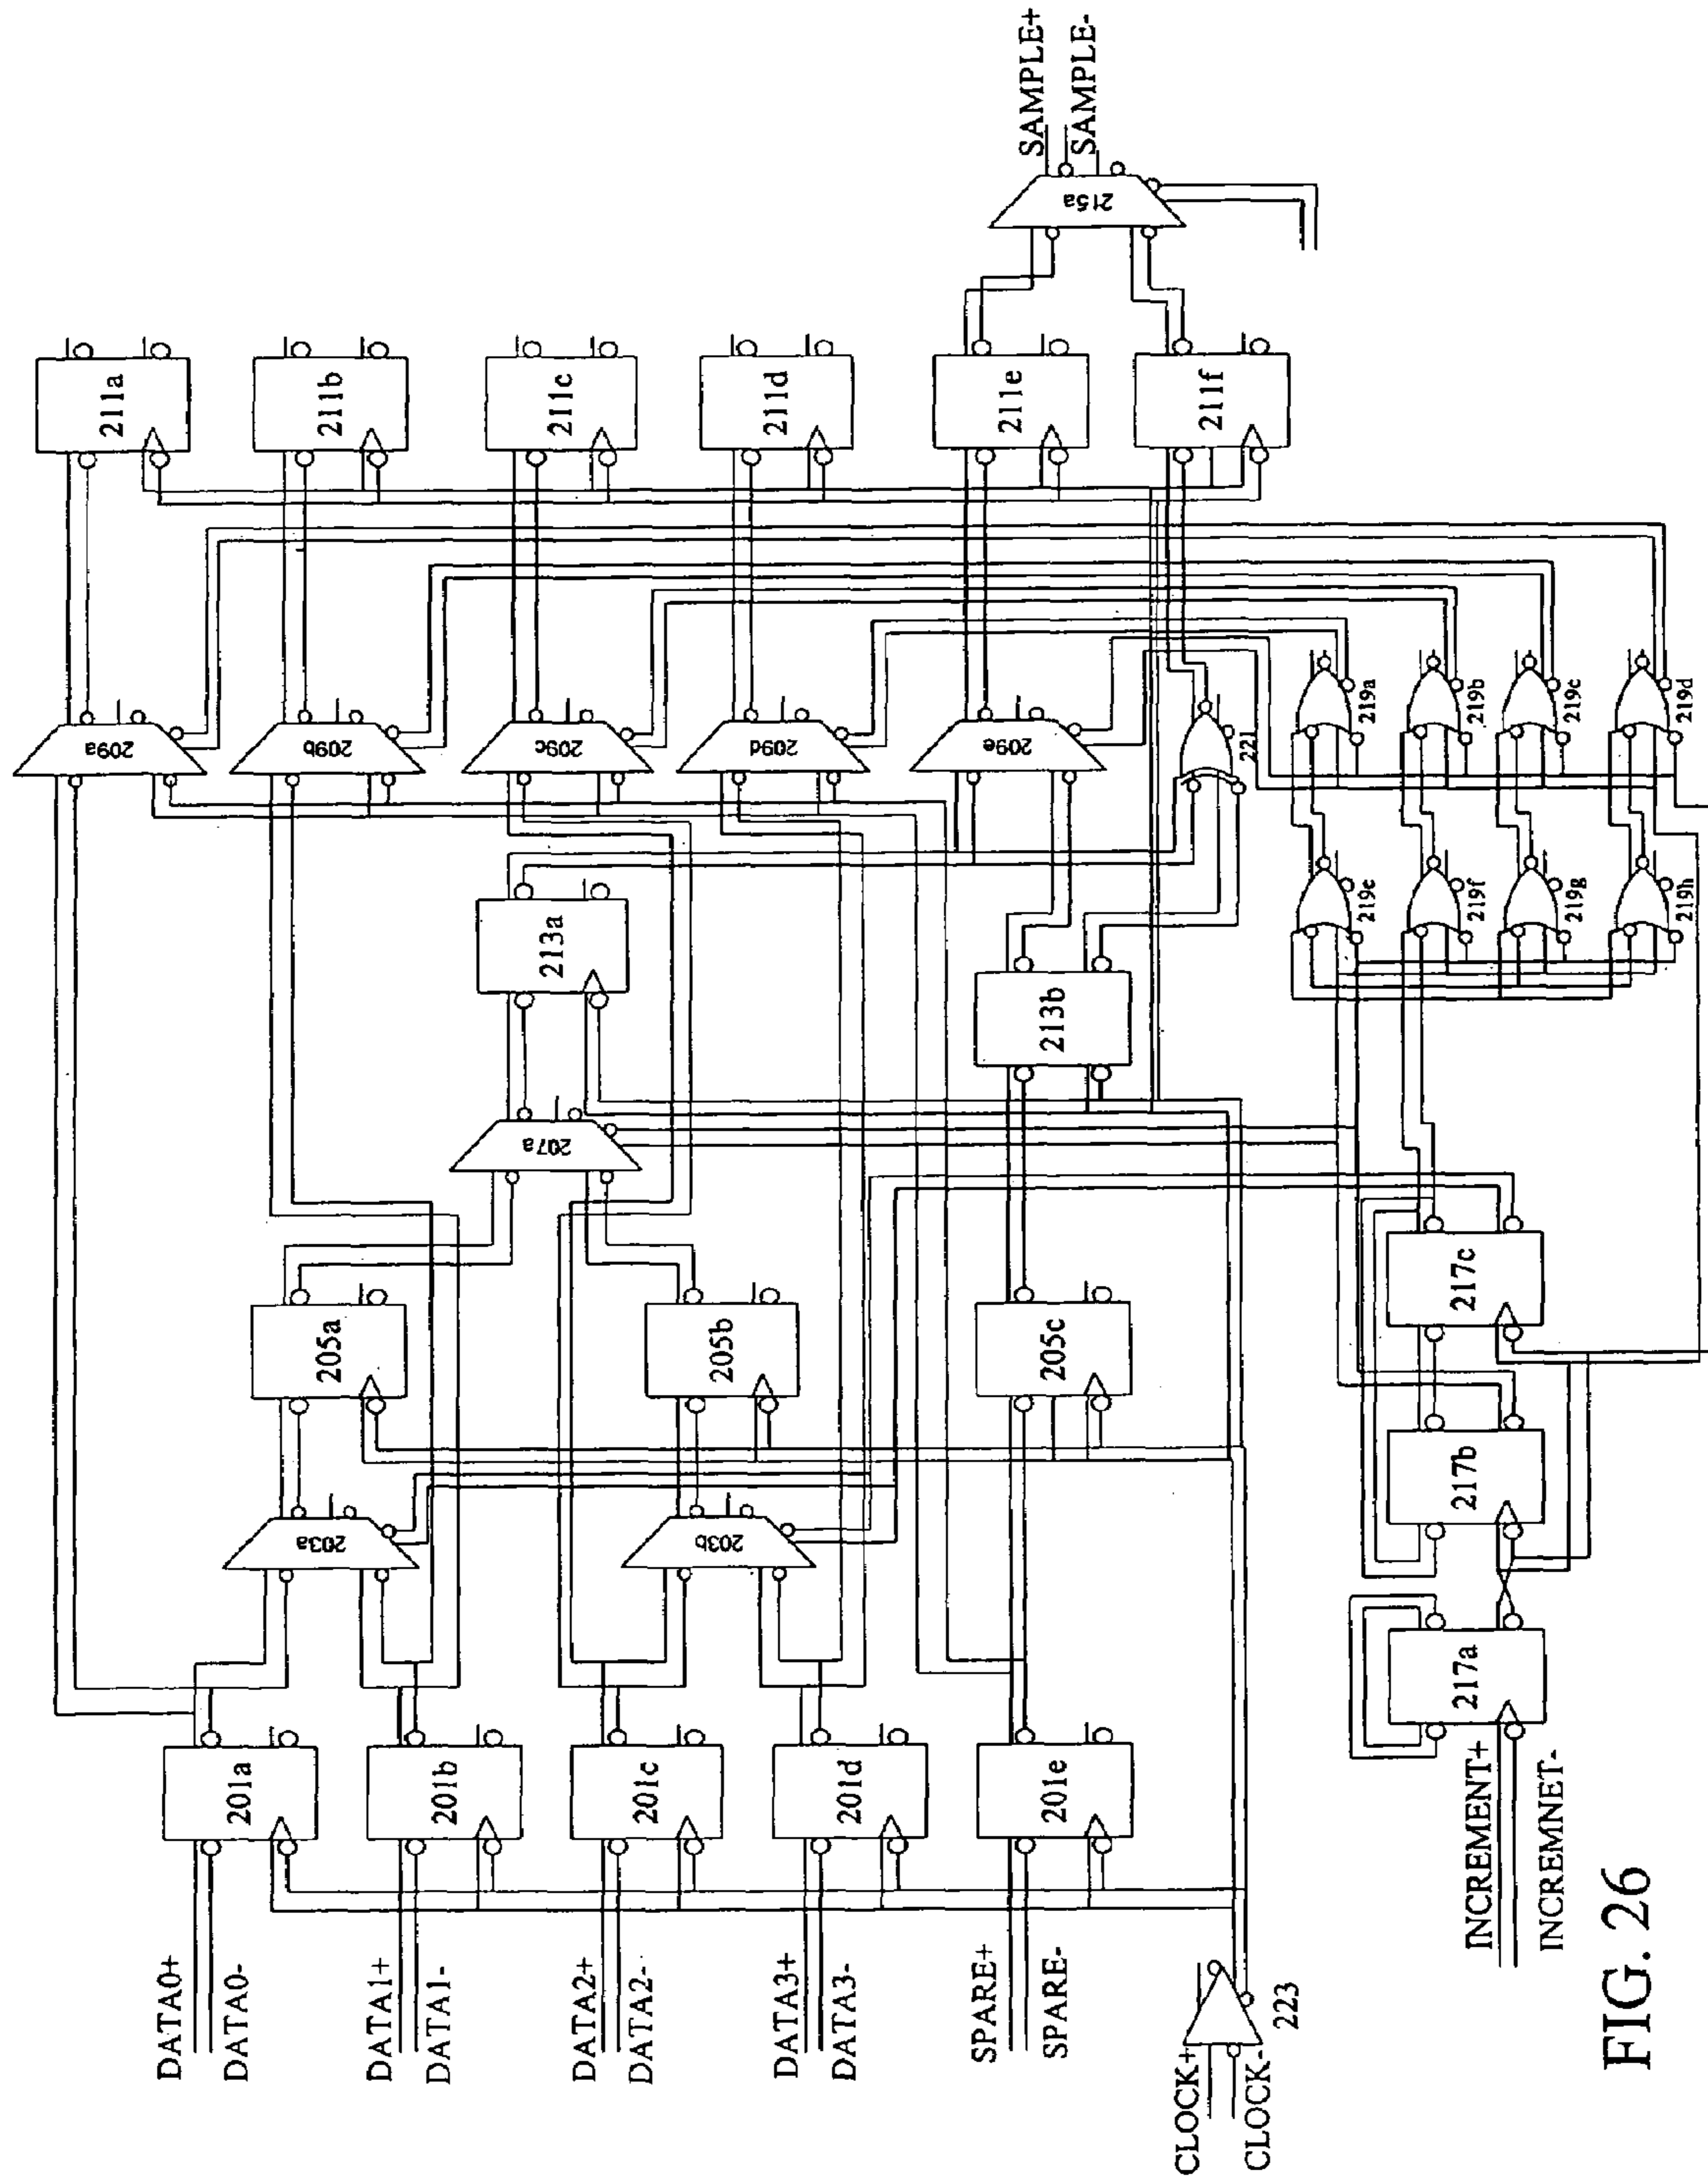 DATA0+
DATA0-
DATA1+
DATA1-
DATA2+
DATA2-
DATA3+
DATA3-
SPARE+
SPARE-
CLOCK+
CLOCK-
223
201a
201b
201c
201d
201e
203a
203b
205a
205b
205c
207a
213a
213b
209a
209b
209c
209d
209e
221
211a
211b
211c
211d
211e
211f
215a
SAMPLE+
SAMPLE-
INCREMENT+
INCREMNET-
217a
217b
217c
219e
219f
219g
219h
219a
219b
219c
219d
FIG. 26